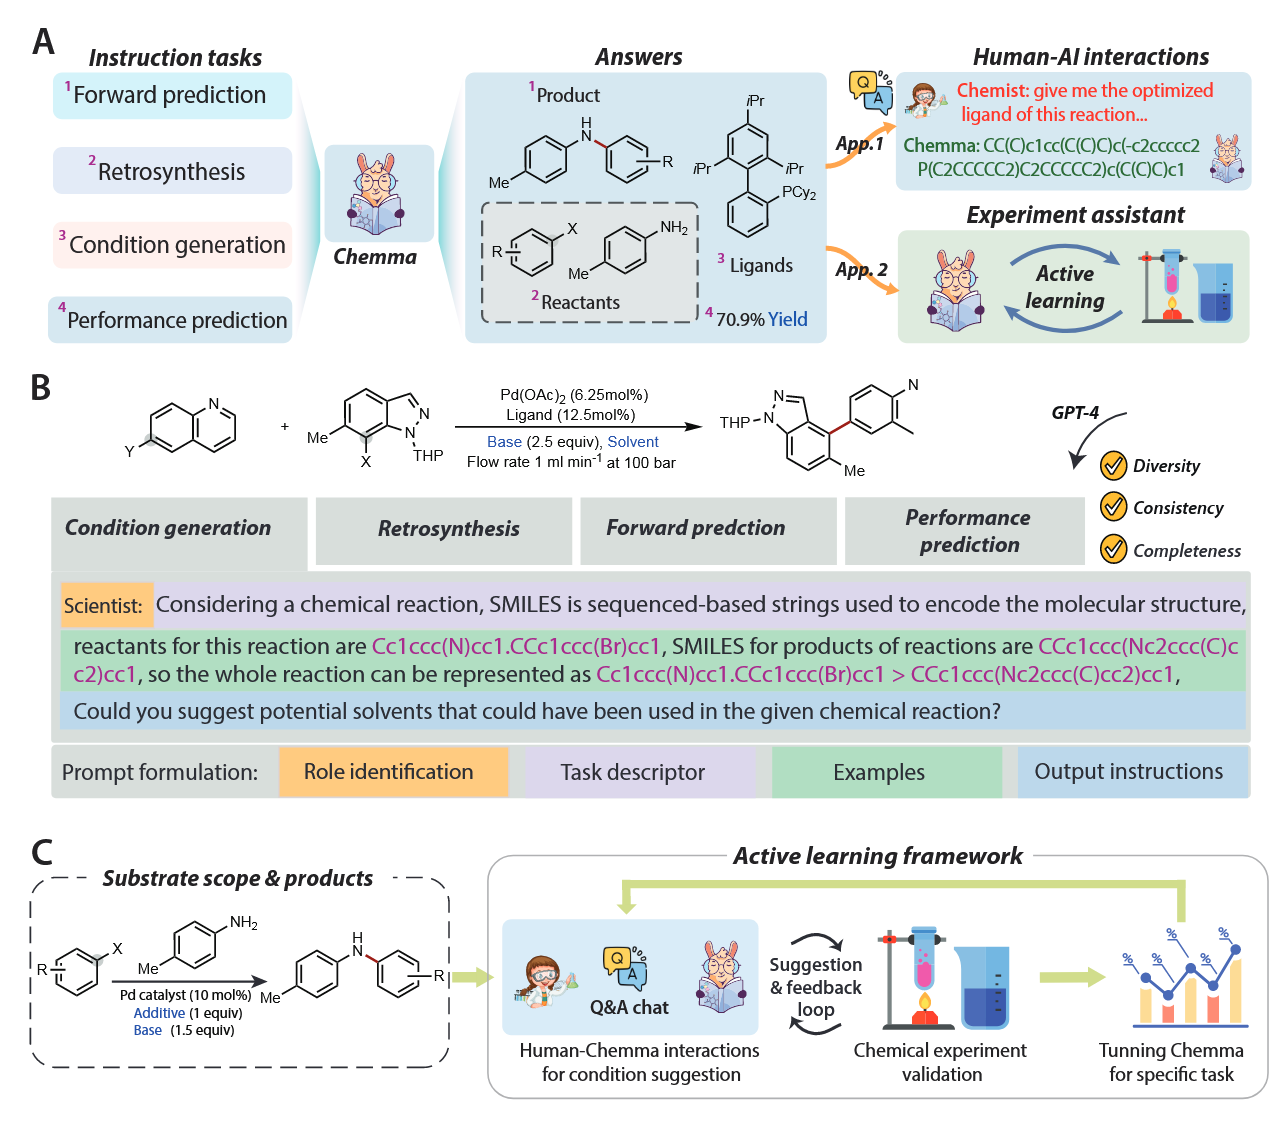 A
Instruction tasks
1 Forward prediction
2 Retrosynthesis
3 Condition generation
4 Performance prediction
Chemma
Answers
1 Product
H
N
Me
R
R
X
NH2
Me
2 Reactants
iPr
iPr
iPr
PCy2
3 Ligands
4 70.9% Yield
App.1
App. 2
Human-AI interactions
Q
A
Chemist: give me the optimized
ligand of this reaction...
Chemma: CC(C)c1cc(C(C)C)c(-c2ccccc2
P(C2CCCCC2)C2CCCCC2)c(C(C)C)c1
Experiment assistant
Active
learning
B
Y
N
+
Me
X
N
N
THP
Pd(OAc)2 (6.25mol%)
Ligand (12.5mol%)
Base (2.5 equiv), Solvent
Flow rate 1 ml min-1 at 100 bar
N
THP
N
Me
N
GPT-4
Diversity
Consistency
Completeness
Condition generation
Retrosynthesis
Forward predction
Performance
prediction
Scientist: Considering a chemical reaction, SMILES is sequenced-based strings used to encode the molecular structure,
reactants for this reaction are Cc1ccc(N)cc1.CCc1ccc(Br)cc1, SMILES for products of reactions are CCc1ccc(Nc2ccc(C)c
c2)cc1, so the whole reaction can be represented as Cc1ccc(N)cc1.CCc1ccc(Br)cc1 > CCc1ccc(Nc2ccc(C)cc2)cc1,
Could you suggest potential solvents that could have been used in the given chemical reaction?
Prompt formulation: Role identification Task descriptor Examples Output instructions
C
Substrate scope & products
R
X
NH2
Me
Pd catalyst (10 mol%)
Additive (1 equiv)
Base (1.5 equiv)
H
N
Me
R
Active learning framework
Q
A
Q&A chat
Human-Chemma interactions
for condition suggestion
Suggestion
& feedback
loop
Chemical experiment
validation
%
%
%
%
%
Tunning Chemma
for specific task